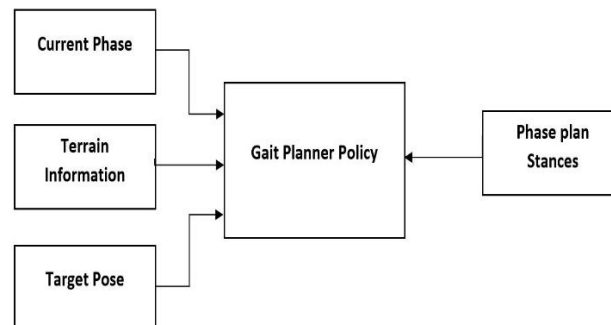 Current Phase
Terrain
Information
Target Pose
Gait Planner Policy
Phase plan
Stances